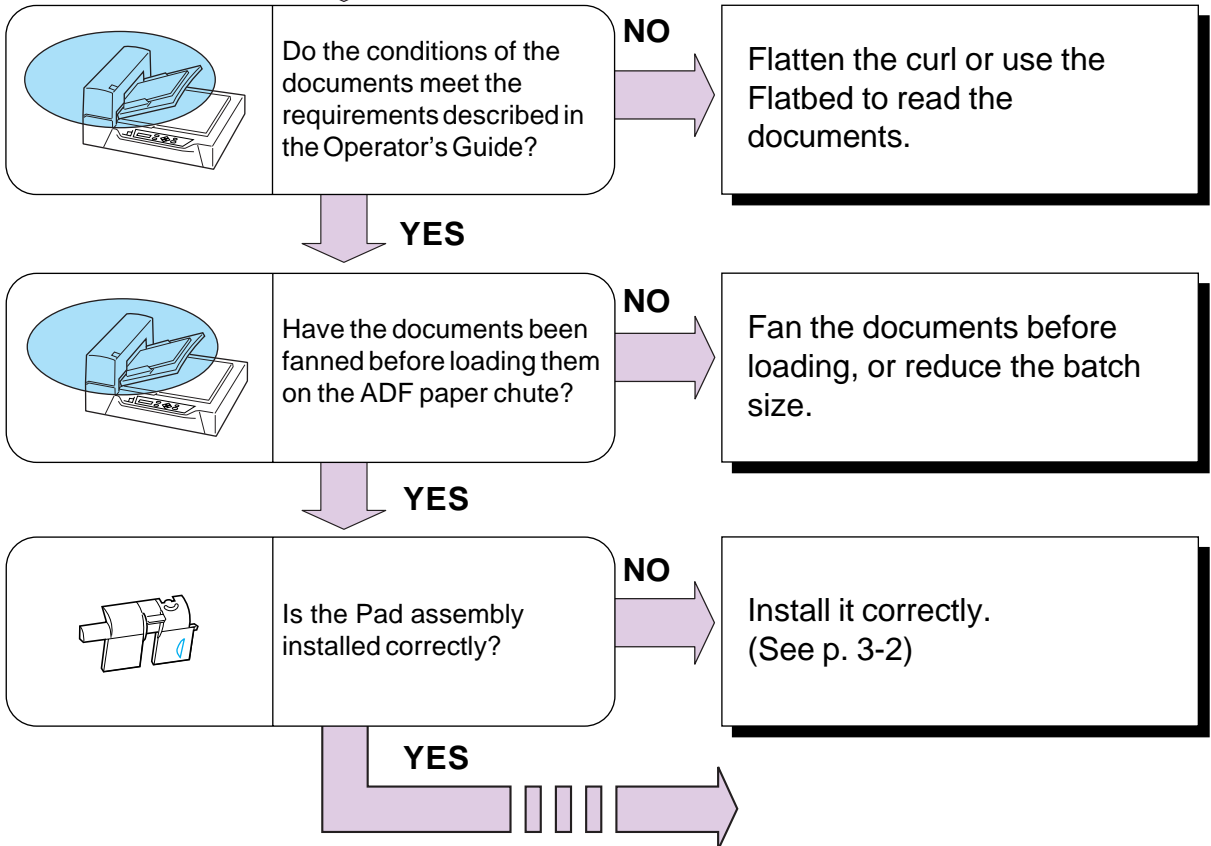 Do the conditions of the
documents meet the
requirements described in
the Operator's Guide?
NO
Flatten the curl or use the
Flatbed to read the
documents.
YES
Have the documents been
fanned before loading them
on the ADF paper chute?
NO
Fan the documents before
loading, or reduce the batch
size.
YES
Is the Pad assembly
installed correctly?
NO
Install it correctly.
(See p. 3-2)
YES